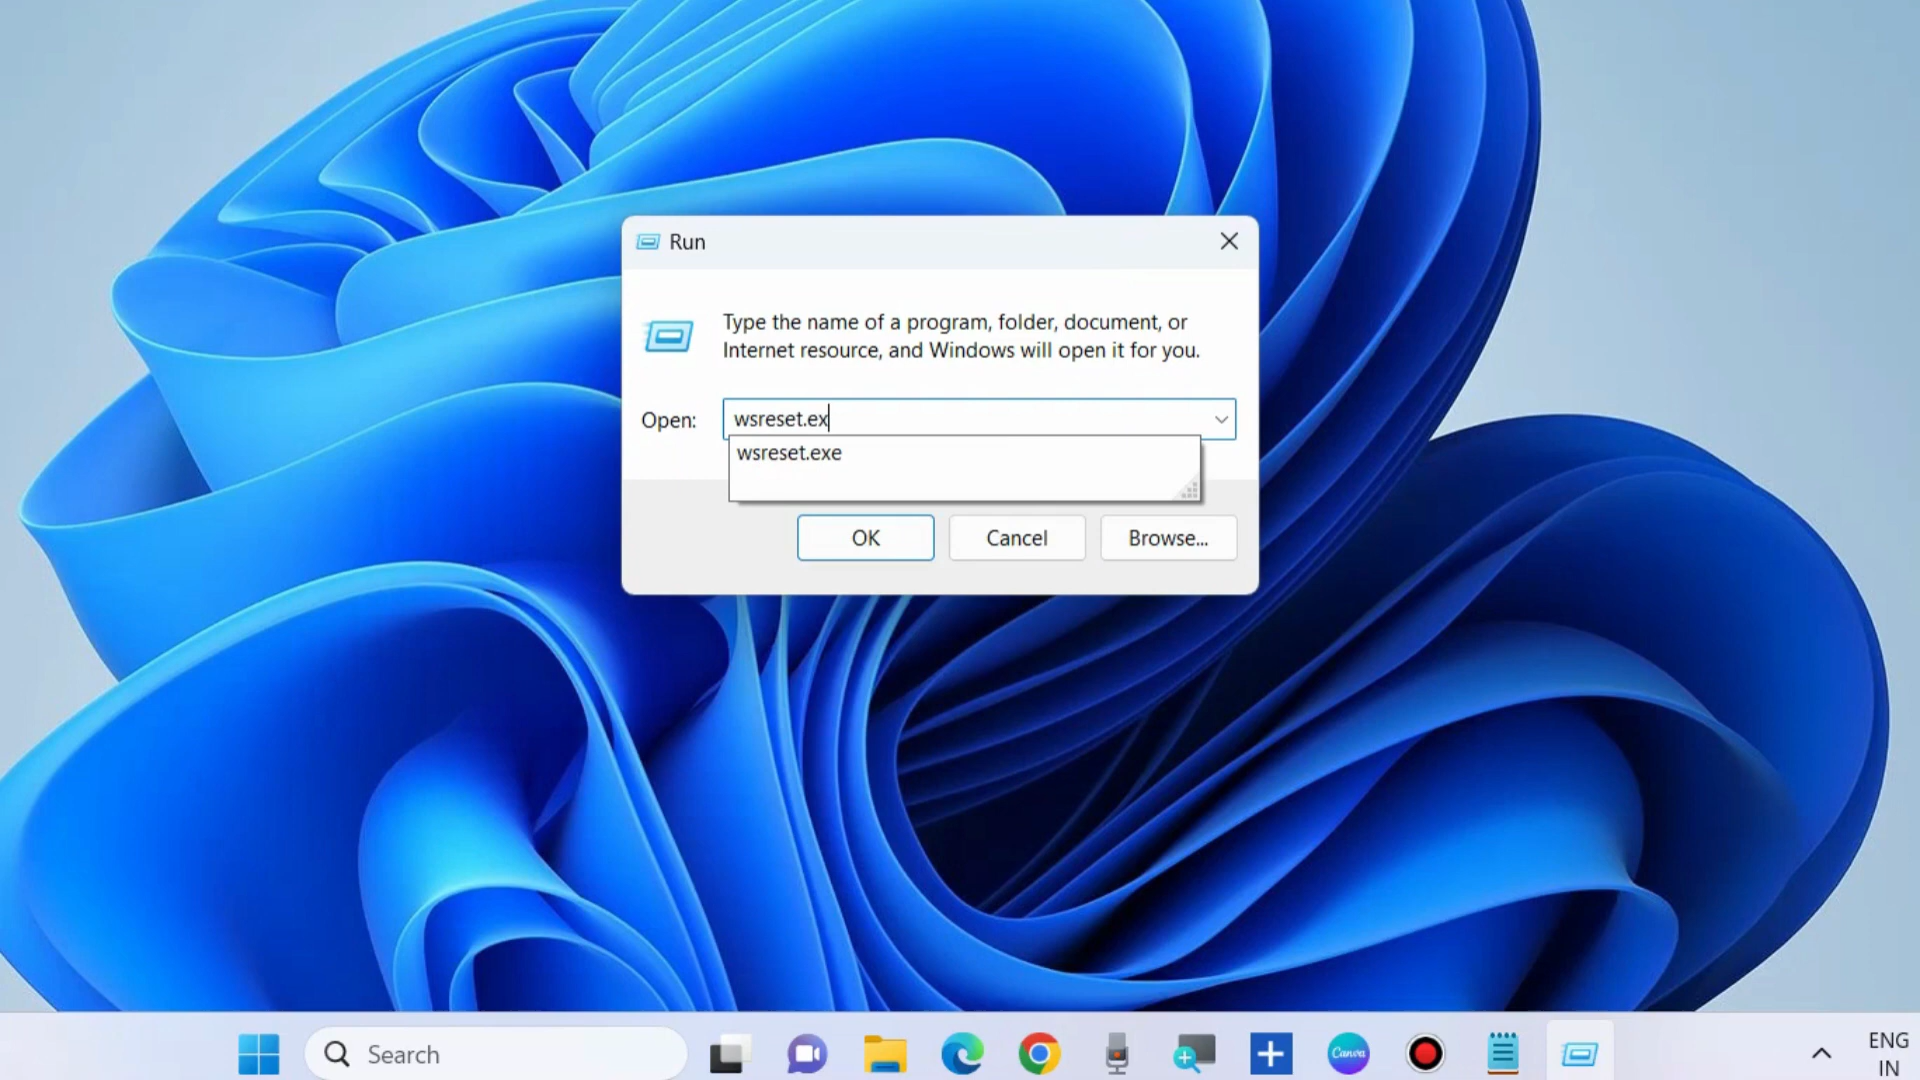 Run
Type the name of a program, folder, document, or
Internet resource, and Windows will open it for you.
Open: wsreset.ex
wsreset.exe
OK Cancel Browse...
Search Canva ENG
IN